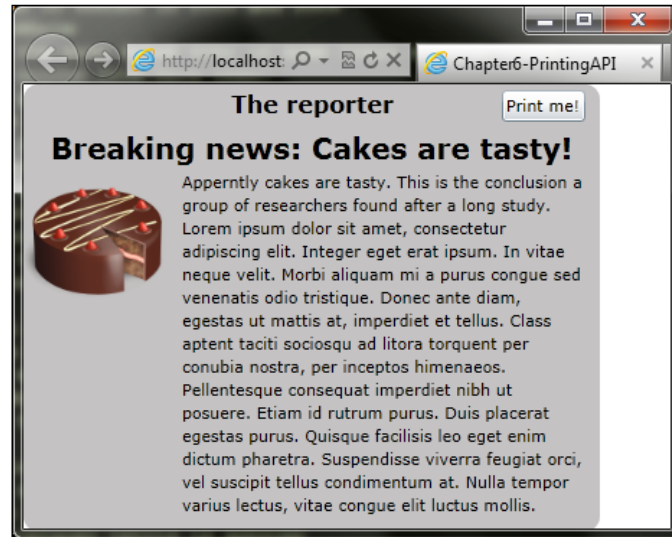 http://localhost:
Chapter6-PrintingAPI
The reporter
Print me!
Breaking news: Cakes are tasty!
Apperntly cakes are tasty. This is the conclusion a
group of researchers found after a long study.
Lorem ipsum dolor sit amet, consectetur
adipiscing elit. Integer eget erat ipsum. In vitae
neque velit. Morbi aliquam mi a purus congue sed
venenatis odio tristique. Donec ante diam,
egestas ut mattis at, imperdiet et tellus. Class
aptent taciti sociosqu ad litora torquent per
conubia nostra, per inceptos himenaeos.
Pellentesque consequat imperdiet nibh ut
posuere. Etiam id rutrum purus. Duis placerat
egestas purus. Quisque facilisis leo eget enim
dictum pharetra. Suspendisse viverra feugiat orci,
vel suscipit tellus condimentum at. Nulla tempor
varius lectus, vitae congue elit luctus mollis.